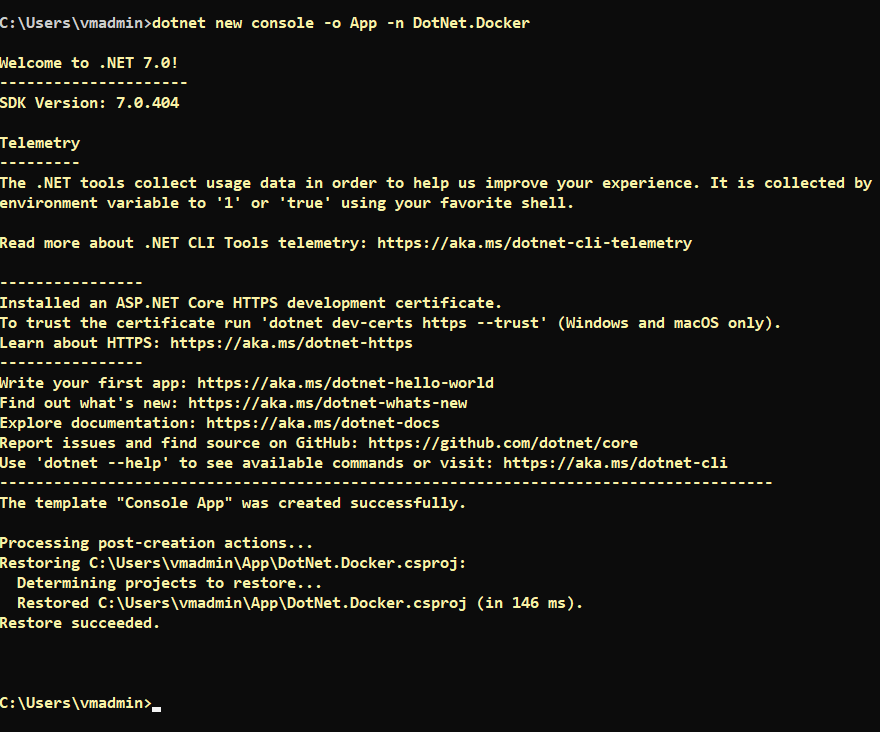 C:\Users\vmadmin>dotnet new console -o App -n DotNet.Docker
Welcome to .NET 7.0!
---------------------
SDK Version: 7.0.404
Telemetry
---------
The .NET tools collect usage data in order to help us improve your experience. It is collected by
environment variable to '1' or 'true' using your favorite shell.
Read more about .NET CLI Tools telemetry: https://aka.ms/dotnet-cli-telemetry
----------------
Installed an ASP.NET Core HTTPS development certificate.
To trust the certificate run 'dotnet dev-certs https --trust' (Windows and macOS only).
Learn about HTTPS: https://aka.ms/dotnet-https
----------------
Write your first app: https://aka.ms/dotnet-hello-world
Find out what's new: https://aka.ms/dotnet-whats-new
Explore documentation: https://aka.ms/dotnet-docs
Report issues and find source on GitHub: https://github.com/dotnet/core
Use 'dotnet --help' to see available commands or visit: https://aka.ms/dotnet-cli
--------------------------------------------------------------------------------------
The template "Console App" was created successfully.
Processing post-creation actions...
Restoring C:\Users\vmadmin\App\DotNet.Docker.csproj:
  Determining projects to restore...
  Restored C:\Users\vmadmin\App\DotNet.Docker.csproj (in 146 ms).
Restore succeeded.
C:\Users\vmadmin>